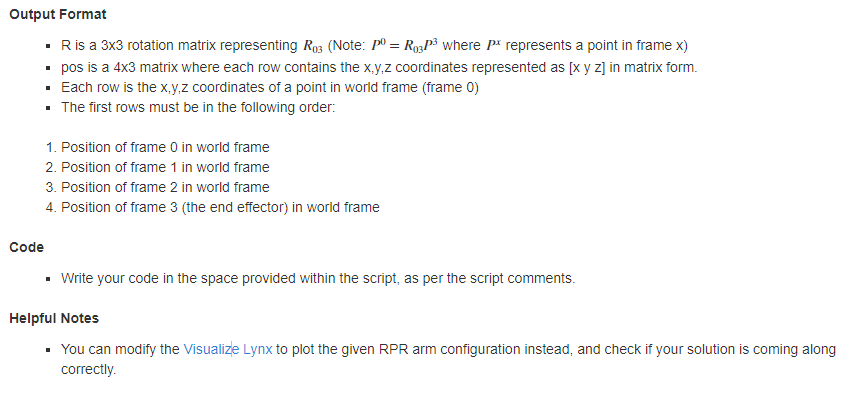 Output Format
▪ R is a 3x3 rotation matrix representing R₀₃ (Note: P⁰ = R₀₃P³ where Pˣ represents a point in frame x)
▪ pos is a 4x3 matrix where each row contains the x,y,z coordinates represented as [x y z] in matrix form.
▪ Each row is the x,y,z coordinates of a point in world frame (frame 0)
▪ The first rows must be in the following order:
1. Position of frame 0 in world frame
2. Position of frame 1 in world frame
3. Position of frame 2 in world frame
4. Position of frame 3 (the end effector) in world frame
Code
▪ Write your code in the space provided within the script, as per the script comments.
Helpful Notes
▪ You can modify the Visualize Lynx to plot the given RPR arm configuration instead, and check if your solution is coming along
correctly.